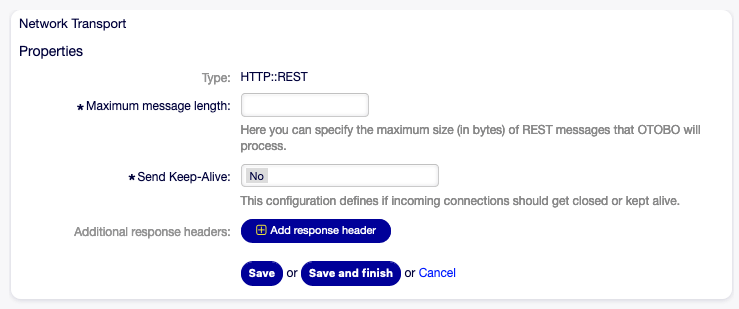 Network Transport
Properties
Type: HTTP::REST
* Maximum message length:
Here you can specify the maximum size (in bytes) of REST messages that OTOBO will
process.
* Send Keep-Alive: No
This configuration defines if incoming connections should get closed or kept alive.
Additional response headers: Add response header
Save or Save and finish or Cancel